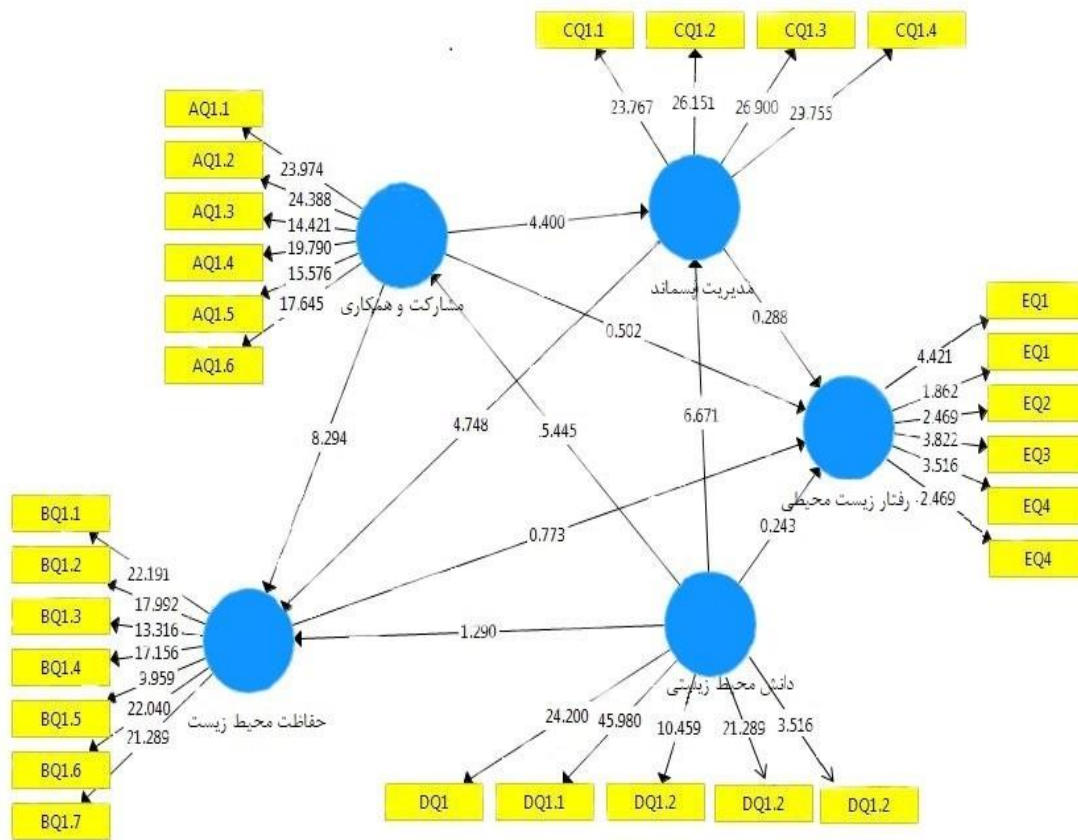 CQ1.1
CQ1.2
CQ1.3
CQ1.4
23.767
26.151
26.900
29.755
AQ1.1
AQ1.2
AQ1.3
AQ1.4
AQ1.5
AQ1.6
23.974
24.388
14.421
19.790
15.576
17.645
مشارکت و همکاری
4.400
مدیریت پسماند
0.502
0.288
4.748
8.294
5.445
6.671
EQ1
EQ1
EQ2
EQ3
EQ4
EQ4
4.421
1.862
2.469
3.822
3.516
2.469
رفتار زیست محیطی
0.773
0.243
1.290
BQ1.1
BQ1.2
BQ1.3
BQ1.4
BQ1.5
BQ1.6
BQ1.7
22.191
17.992
13.316
17.156
9.959
22.040
21.289
حفاظت محیط زیست
دانش محیط زیستی
24.200
45.980
10.459
21.289
3.516
DQ1
DQ1.1
DQ1.2
DQ1.2
DQ1.2